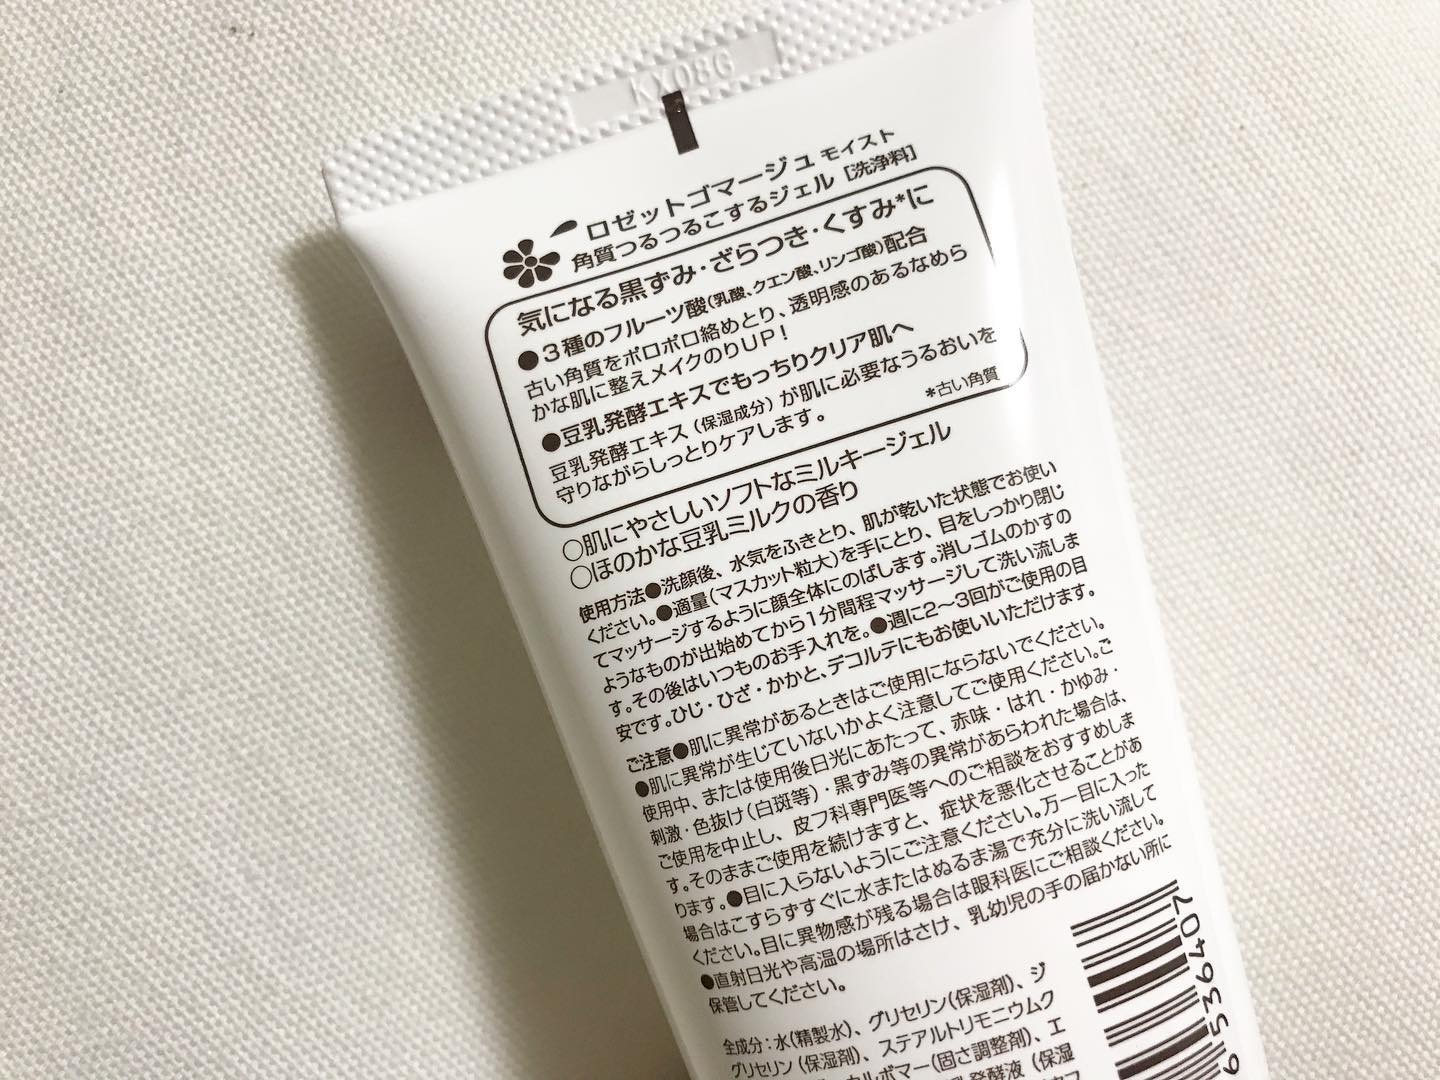 KY08G
ロゼットゴマージュ モイスト
角質つるつるこするジェル [洗浄料]
気になる黒ずみ・ざらつき・くすみ*に
●3種のフルーツ酸(乳酸、クエン酸、リンゴ酸)配合
古い角質をポロポロ絡めとり、透明感のあるなめら
かな肌に整えメイクのりUP!
●豆乳発酵エキスでもっちりクリア肌へ
豆乳発酵エキス(保湿成分)が肌に必要なうるおいを
守りながらしっとりケアします。
*古い角質
○肌にやさしいソフトなミルキージェル
○ほのかな豆乳ミルクの香り
使用方法●洗顔後、水気をふきとり、肌が乾いた状態でお使い
ください。●適量(マスカット粒大)を手にとり、目をしっかり閉じ
てマッサージするように顔全体にのばします。消しゴムのかすの
ようなものが出始めてから1分間程マッサージして洗い流しま
す。その後はいつものお手入れを。●週に2~3回がご使用の目
安です。ひじ・ひざ・かかと、デコルテにもお使いいただけます。
ご注意●肌に異常があるときはご使用にならないでください。
●肌に異常が生じていないかよく注意してご使用ください。ご
使用中、または使用後日光にあたって、赤味・はれ・かゆみ・
刺激・色抜け(白斑等)・黒ずみ等の異常があらわれた場合は、
ご使用を中止し、皮フ科専門医等へのご相談をおすすめしま
す。そのままご使用を続けますと、症状を悪化させることがあ
ります。●目に入らないようにご注意ください。万一目に入った
場合はこすらずすぐに水またはぬるま湯で充分に洗い流して
ください。目に異物感が残る場合は眼科医にご相談ください。
●直射日光や高温の場所はさけ、乳幼児の手の届かない所に
保管してください。
全成分:水(精製水)、グリセリン(保湿剤)、ジ
グリセリン(保湿剤)、ステアルトリモニウムク
カルボマー(固さ調整剤)、エ
発酵液(保湿
6 536407